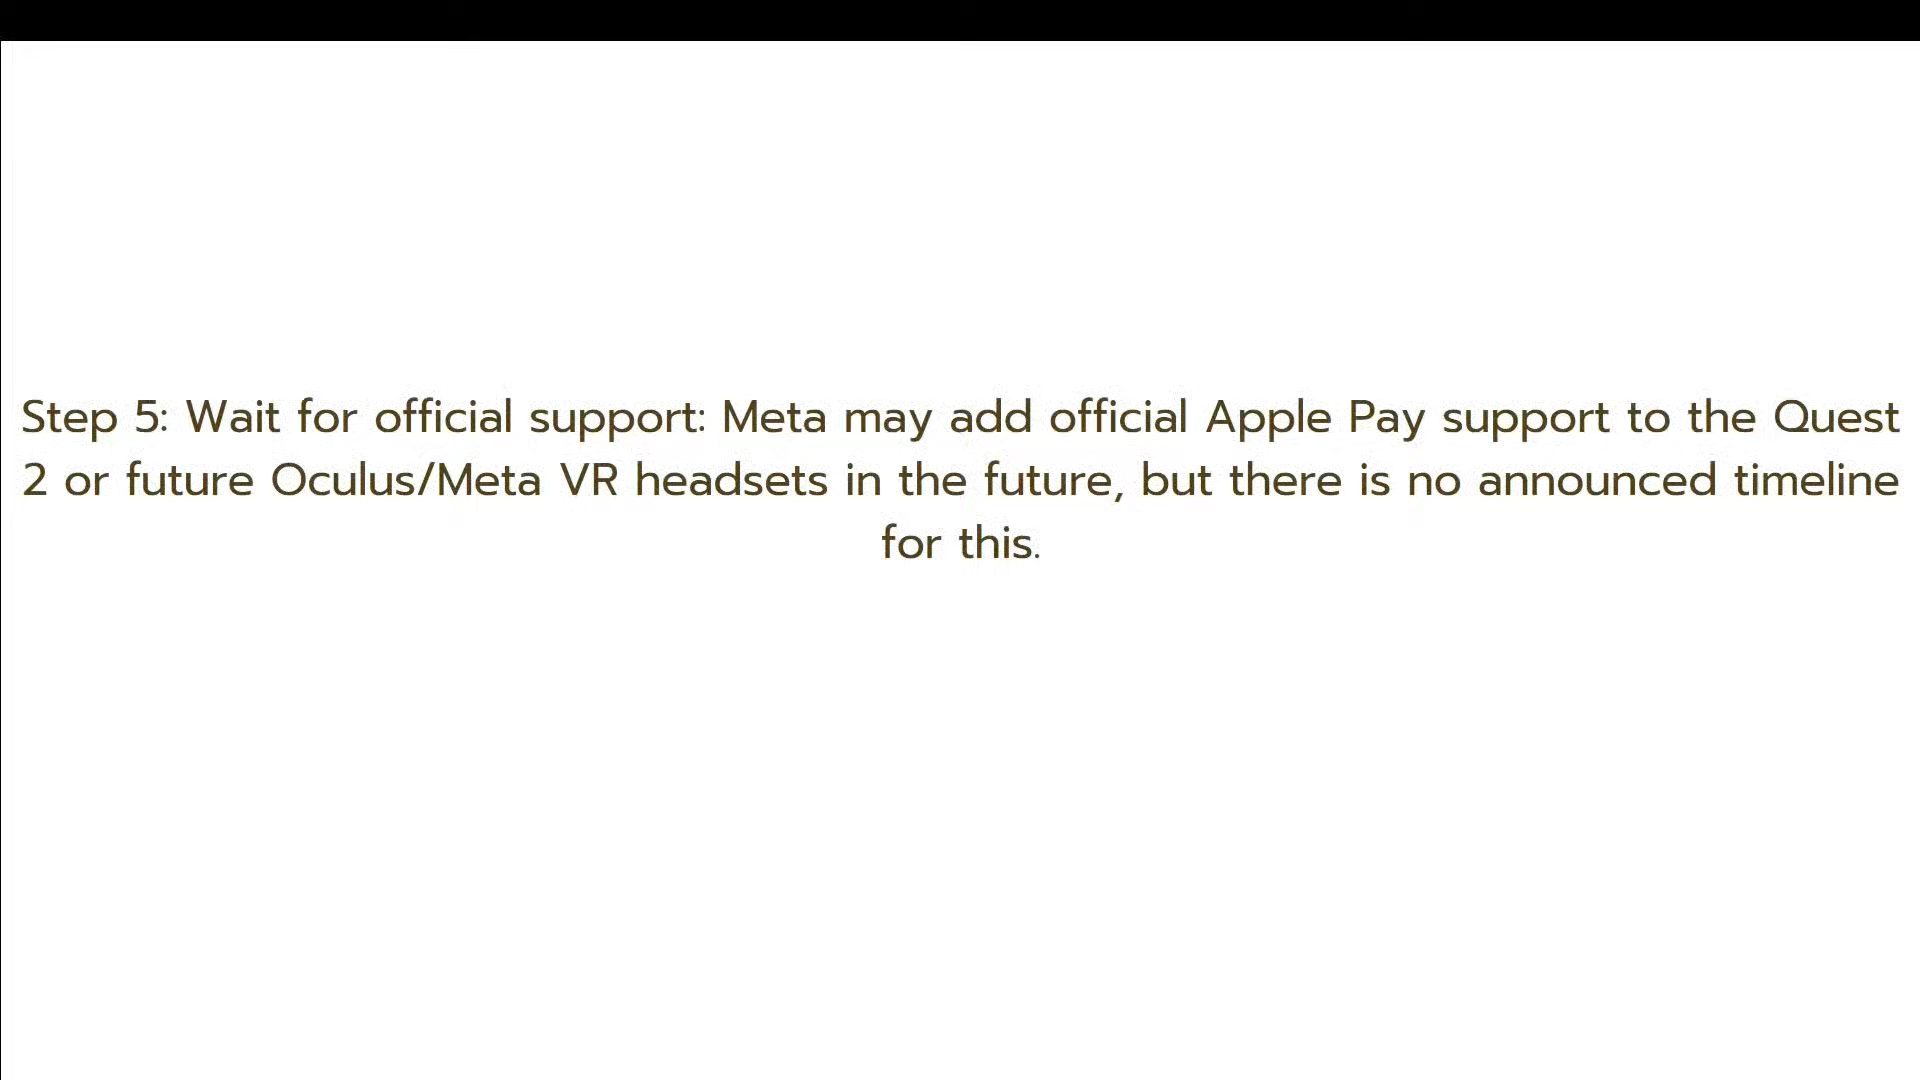 Step 5: Wait for official support: Meta may add official Apple Pay support to the Quest
2 or future Oculus/Meta VR headsets in the future, but there is no announced timeline
for this.